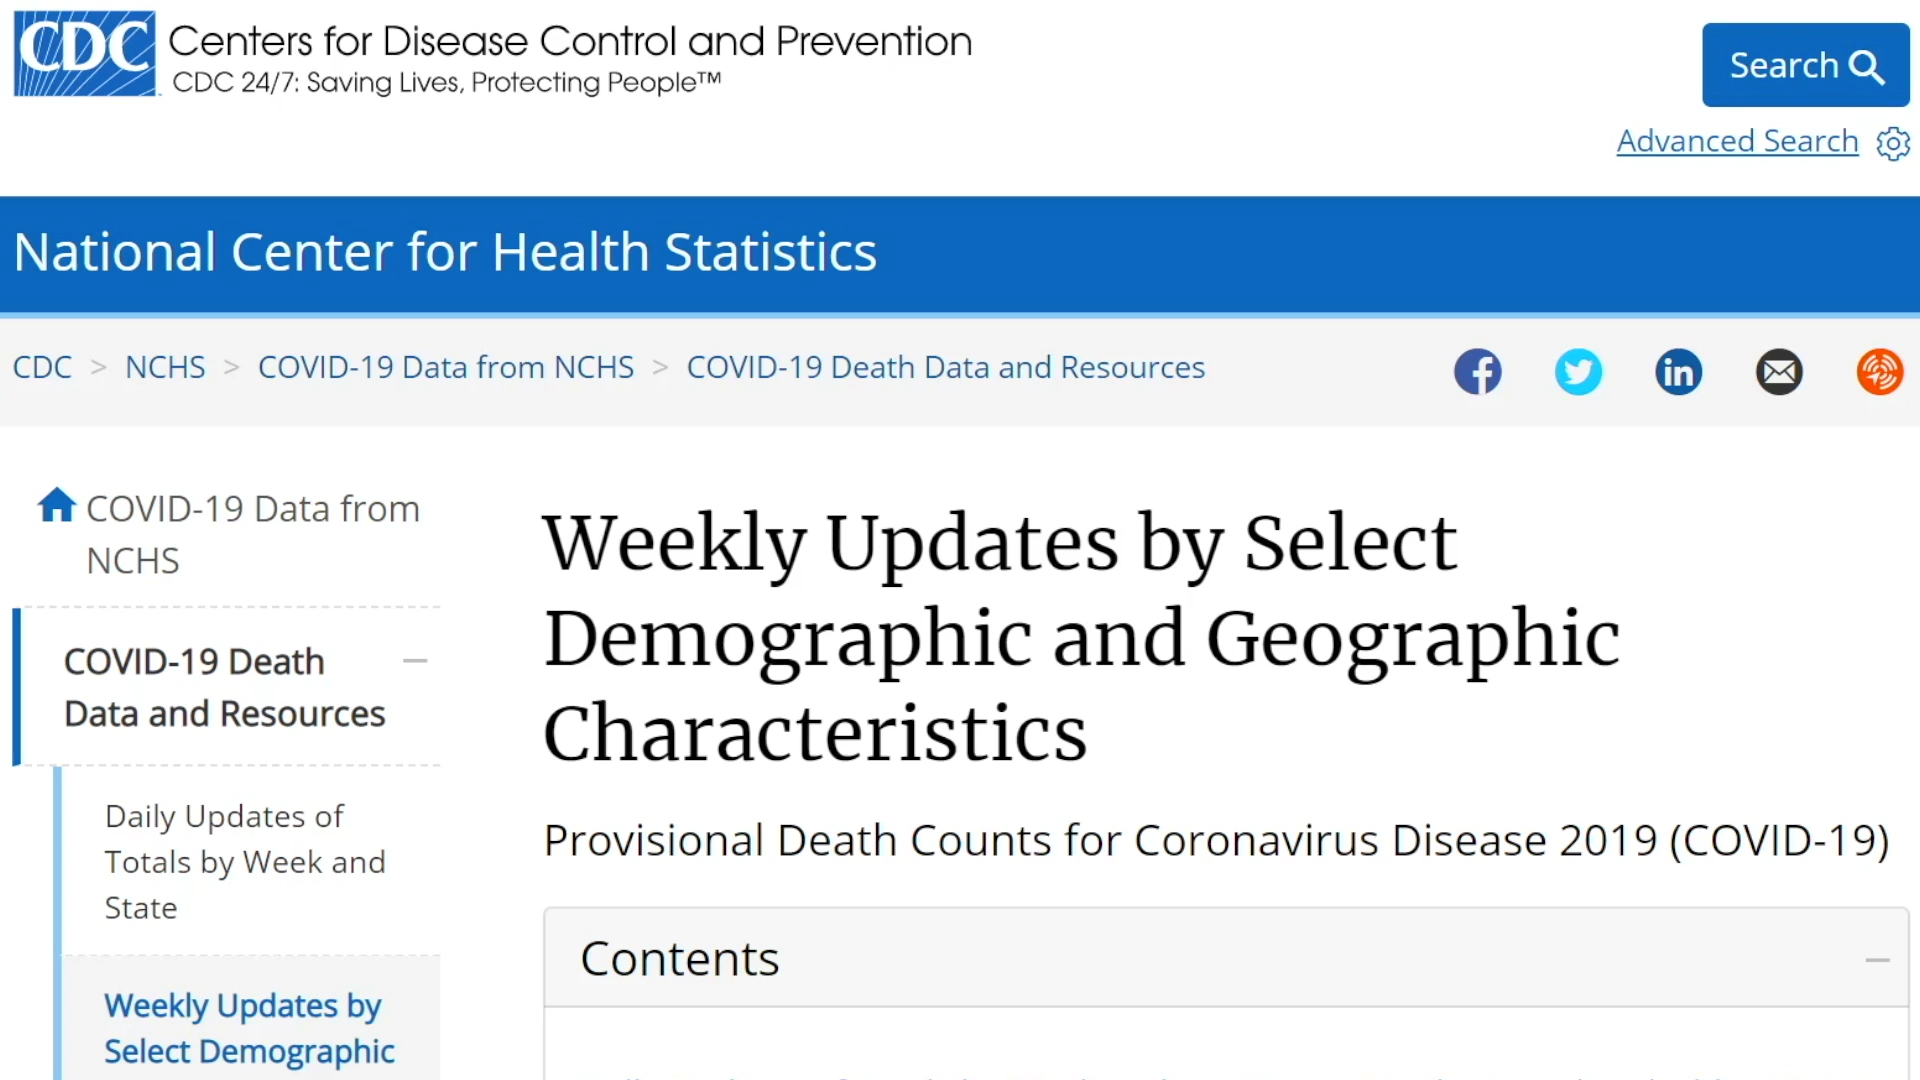 CDC
Centers for Disease Control and Prevention
CDC 24/7: Saving Lives, Protecting People™
Search
Advanced Search
National Center for Health Statistics
CDC > NCHS > COVID-19 Data from NCHS > COVID-19 Death Data and Resources
COVID-19 Data from
NCHS
COVID-19 Death
Data and Resources
Daily Updates of
Totals by Week and
State
Weekly Updates by
Select Demographic
Weekly Updates by Select
Demographic and Geographic
Characteristics
Provisional Death Counts for Coronavirus Disease 2019 (COVID-19)
Contents